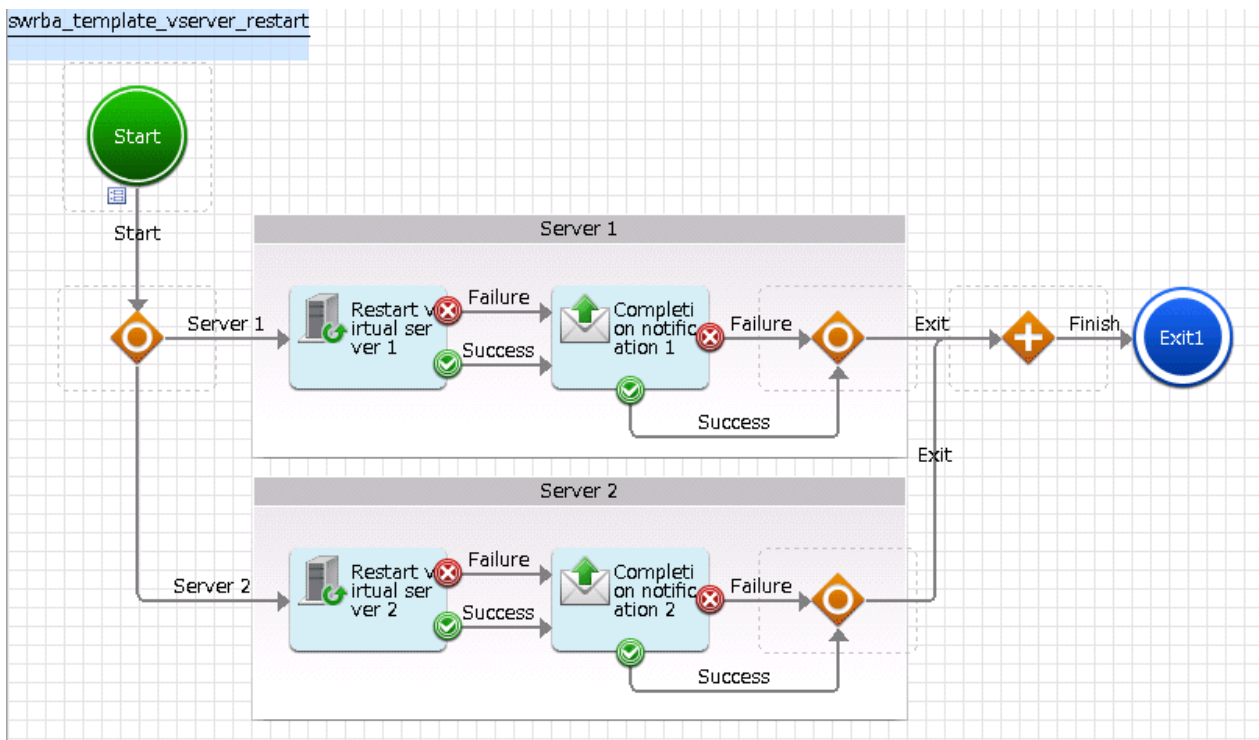 swrba_template_vserver_restart
Start
Start
Server 1
Server 1
Restart v
irtual ser
ver 1
Failure
Success
Completi
on notific
ation 1
Failure
Success
Exit
Finish
Exit1
Exit
Server 2
Server 2
Restart v
irtual ser
ver 2
Failure
Success
Completi
on notific
ation 2
Failure
Success